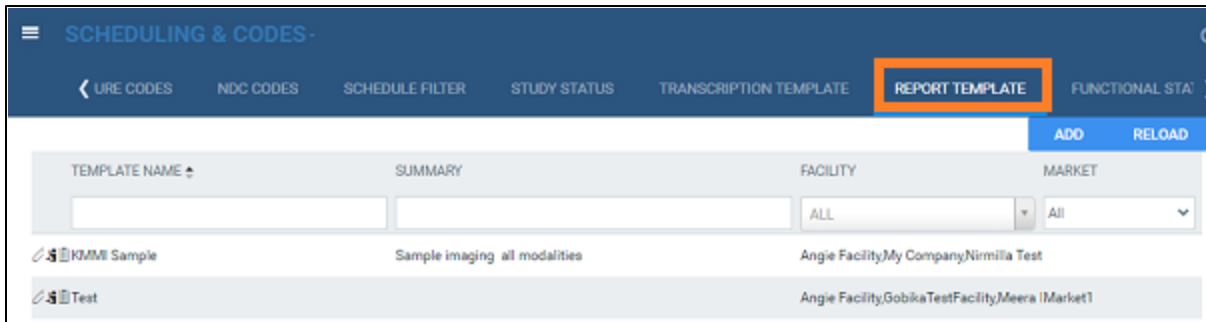 SCHEDULING & CODES-
URE CODES NDC CODES SCHEDULE FILTER STUDY STATUS TRANSCRIPTION TEMPLATE REPORT TEMPLATE FUNCTIONAL STA
ADD RELOAD
TEMPLATE NAME SUMMARY FACILITY MARKET
ALL All
KMMI Sample Sample imaging all modalities Angie Facility,My Company,Nirmilla Test
Test Angie Facility,GobikaTestFacility,Meera Market1